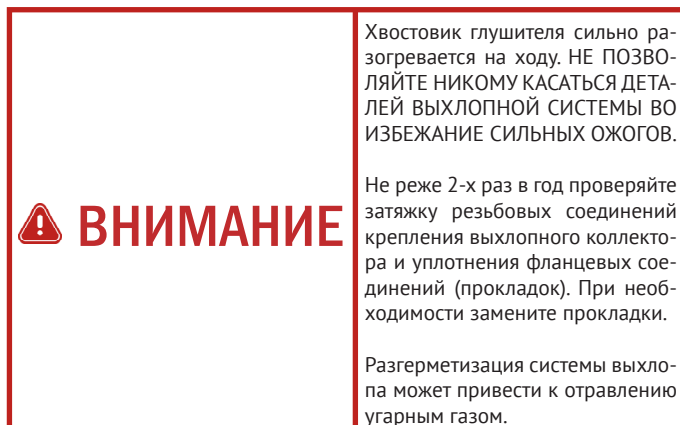 ВНИМАНИЕ
Хвостовик глушителя сильно ра-
зогревается на ходу. НЕ ПОЗВО-
ЛЯЙТЕ НИКОМУ КАСАТЬСЯ ДЕТА-
ЛЕЙ ВЫХЛОПНОЙ СИСТЕМЫ ВО
ИЗБЕЖАНИЕ СИЛЬНЫХ ОЖОГОВ.
Не реже 2-х раз в год проверяйте
затяжку резьбовых соединений
крепления выхлопного коллекто-
ра и уплотнения фланцевых сое-
динений (прокладок). При необ-
ходимости замените прокладки.
Разгерметизация системы выхло-
па может привести к отравлению
угарным газом.